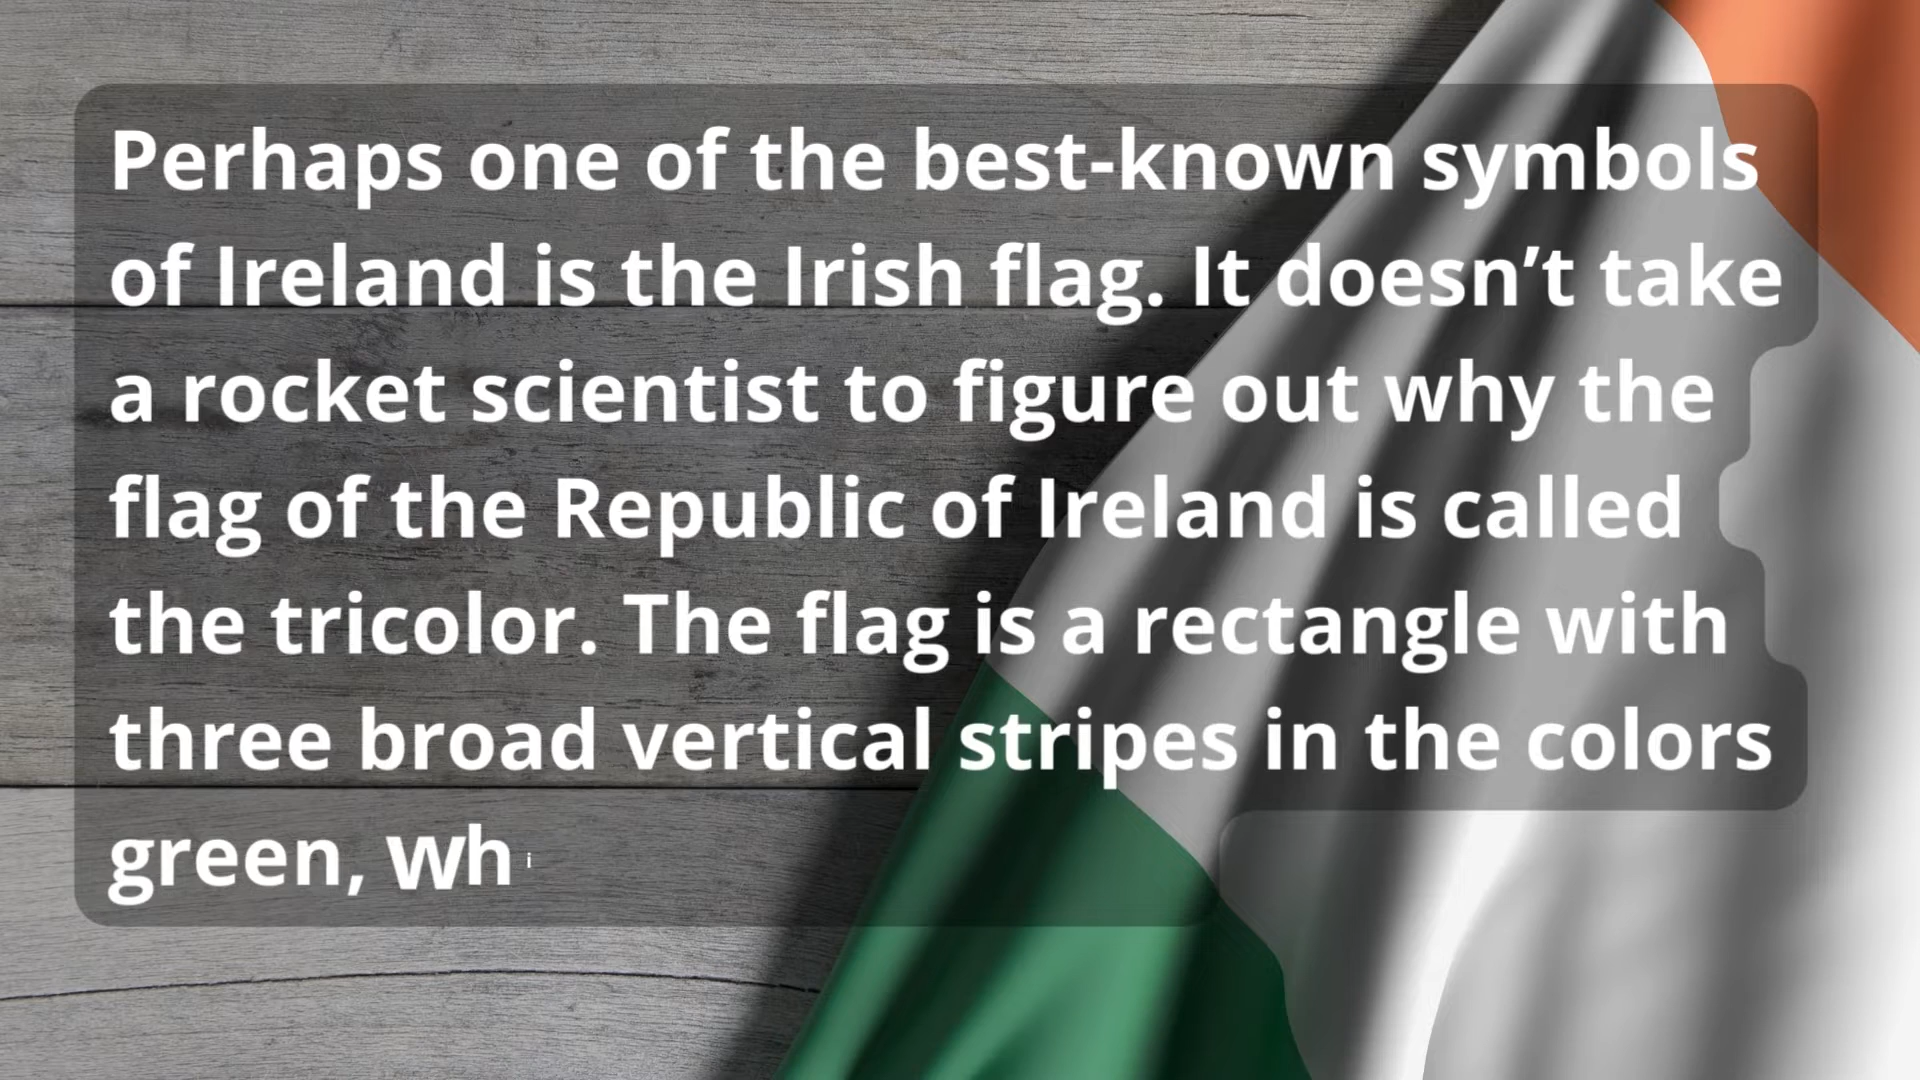 Perhaps one of the best-known symbols
of Ireland is the Irish flag. It doesn’t take
a rocket scientist to figure out why the
flag of the Republic of Ireland is called
the tricolor. The flag is a rectangle with
three broad vertical stripes in the colors
green, whi